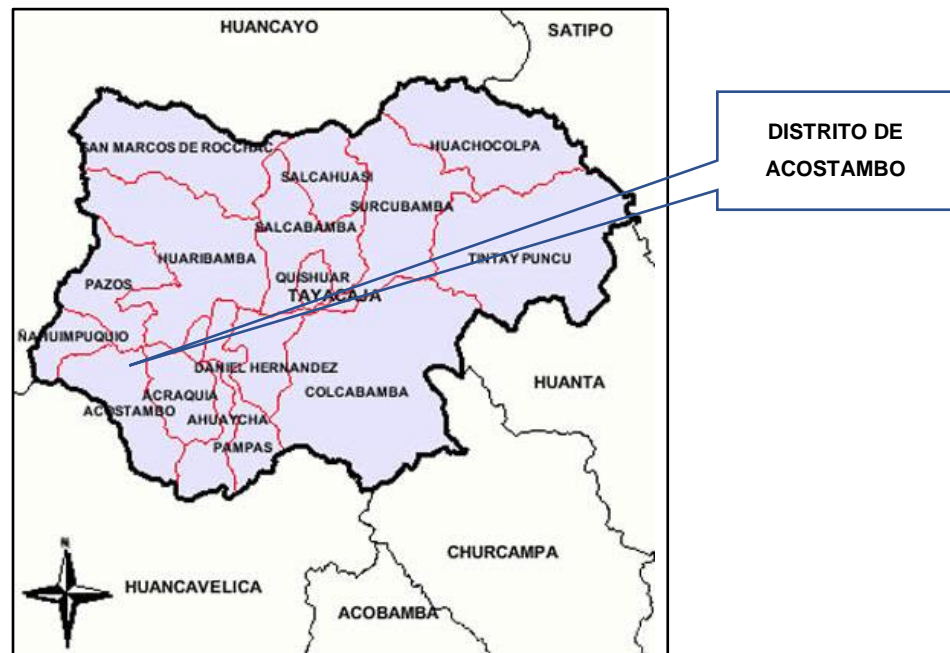 HUANCAYO
SATIPO
DISTRITO DE
ACOSTAMBO
SAN MARCOS DE ROCCHAC
HUACHOCOLPA
SALCAHUASI
SURCUBAMBA
SALCABAMBA
HUARIBAMBA
TINTAY PUNCU
QUISHUAR
PAZOS
TAYACAJA
ÑAHUIMPUQUIO
DANIEL HERNANDEZ
HUANTA
ACRAQUIA
COLCABAMBA
ACOSTAMBO
AHUAYCHA
PAMPAS
N
CHURCAMPA
HUANCAVELICA
ACOBAMBA